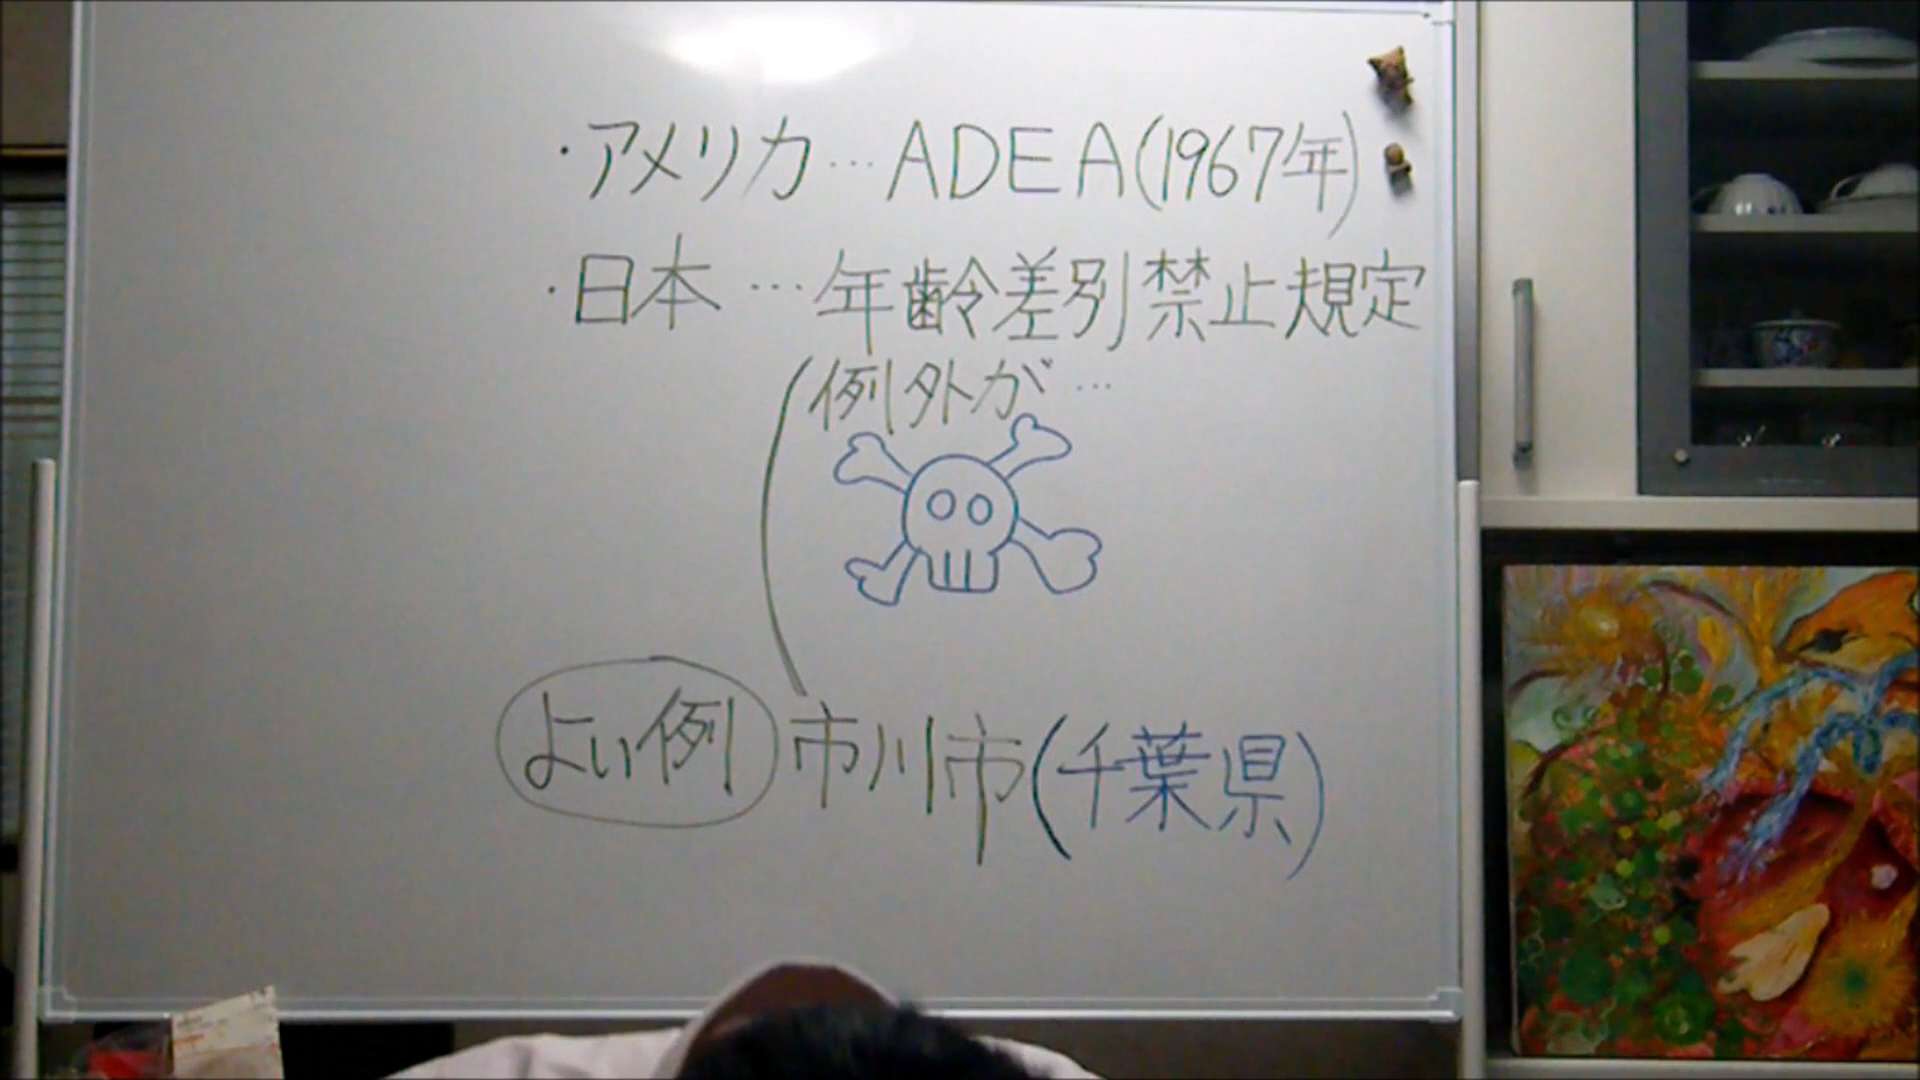 ・アメリカ…ADEA(1967年)
・日本…年齢差別禁止規定
(例外が…
よい例 市川市(千葉県)